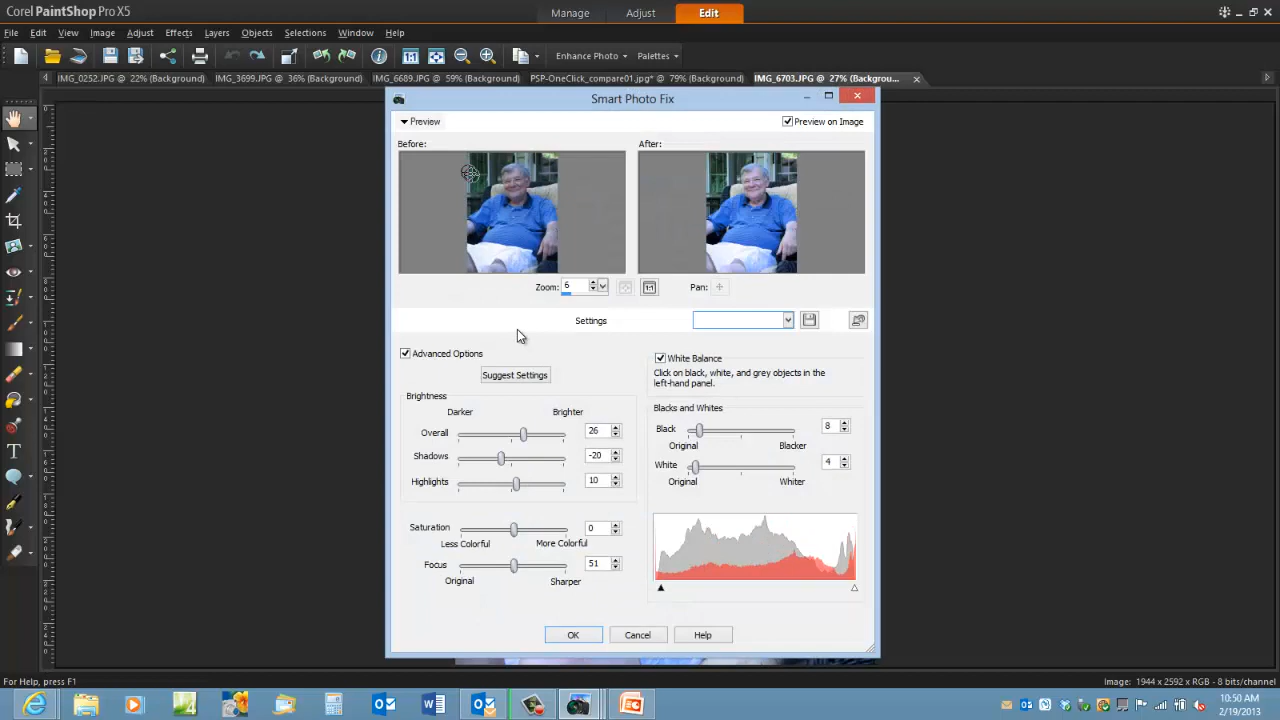 Corel PaintShop Pro X5
Manage
Adjust
Edit
File Edit View Image Adjust Effects Layers Objects Selections Window Help
1:1
Enhance Photo
Palettes
IMG_0252.JPG @ 22% (Background)
IMG_3699.JPG @ 36% (Background)
IMG_6689.JPG @ 59% (Background)
PSP-OneClick_compare01.jpg* @ 79% (Background)
IMG_6703.JPG @ 27% (Backgrou...
Smart Photo Fix
Preview
Preview on Image
Before:
After:
Zoom: 6
1:1
Pan:
Settings
Advanced Options
Suggest Settings
Brightness
Darker Brighter
Overall 26
Shadows -20
Highlights 10
Saturation 0
Less Colorful More Colorful
Focus 51
Original Sharper
White Balance
Click on black, white, and grey objects in the
left-hand panel.
Blacks and Whites
Black 8
Original Blacker
White 4
Original Whiter
OK
Cancel
Help
For Help, press F1
Image: 1944 x 2592 x RGB - 8 bits/channel
10:50 AM
2/19/2013